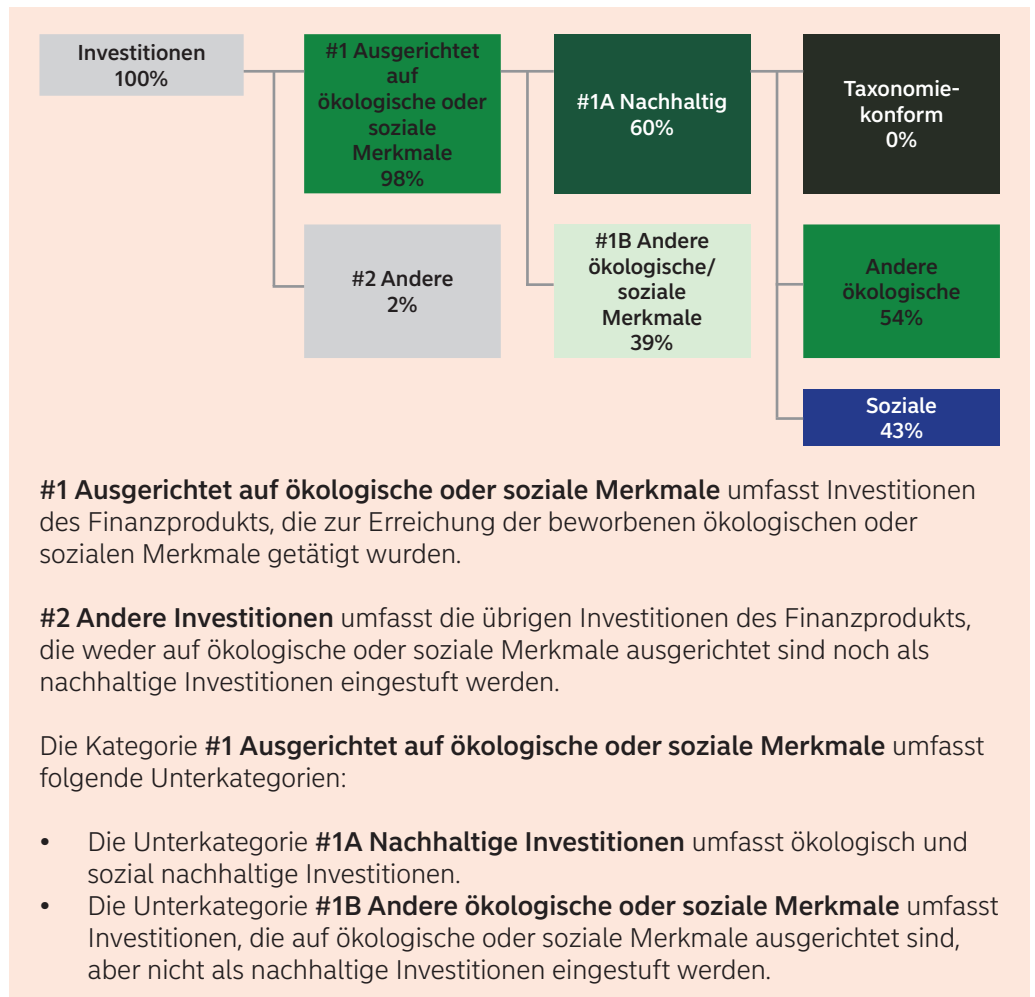 Investitionen
100%
#1 Ausgerichtet
auf
ökologische oder
soziale
Merkmale
98%
#1A Nachhaltig
60%
Taxonomie-
konform
0%
#2 Andere
2%
#1B Andere
ökologische/
soziale
Merkmale
39%
Andere
ökologische
54%
Soziale
43%
#1 Ausgerichtet auf ökologische oder soziale Merkmale umfasst Investitionen
des Finanzprodukts, die zur Erreichung der beworbenen ökologischen oder
sozialen Merkmale getätigt wurden.
#2 Andere Investitionen umfasst die übrigen Investitionen des Finanzprodukts,
die weder auf ökologische oder soziale Merkmale ausgerichtet sind noch als
nachhaltige Investitionen eingestuft werden.
Die Kategorie #1 Ausgerichtet auf ökologische oder soziale Merkmale umfasst
folgende Unterkategorien:
• Die Unterkategorie #1A Nachhaltige Investitionen umfasst ökologisch und
sozial nachhaltige Investitionen.
• Die Unterkategorie #1B Andere ökologische oder soziale Merkmale umfasst
Investitionen, die auf ökologische oder soziale Merkmale ausgerichtet sind,
aber nicht als nachhaltige Investitionen eingestuft werden.